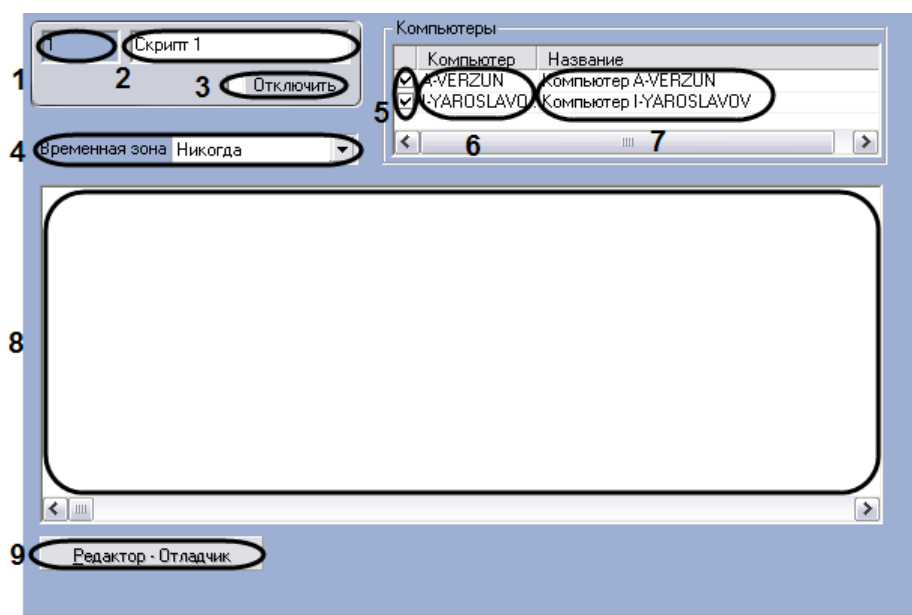 1
Скрипт 1
1
2
3
Отключить
4
Временная зона Никогда
Компьютеры
Компьютер Название
A-VERZUN Компьютер A-VERZUN
I-YAROSLAVO... Компьютер I-YAROSLAVOV
5
6
7
8
9
Редактор - Отладчик